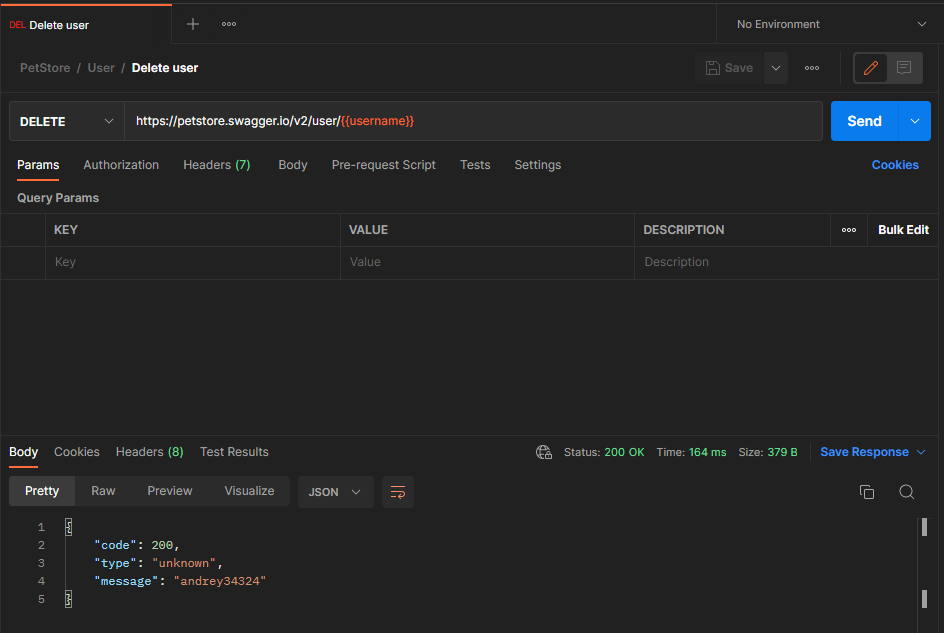 DEL Delete user
No Environment
PetStore / User / Delete user
Save
DELETE
https://petstore.swagger.io/v2/user/{{username}}
Send
Params Authorization Headers (7) Body Pre-request Script Tests Settings Cookies
Query Params
KEY VALUE DESCRIPTION Bulk Edit
Key Value Description
Body Cookies Headers (8) Test Results Status: 200 OK Time: 164 ms Size: 379 B Save Response
Pretty Raw Preview Visualize JSON
1 {
2 "code": 200,
3 "type": "unknown",
4 "message": "andrey34324"
5 }